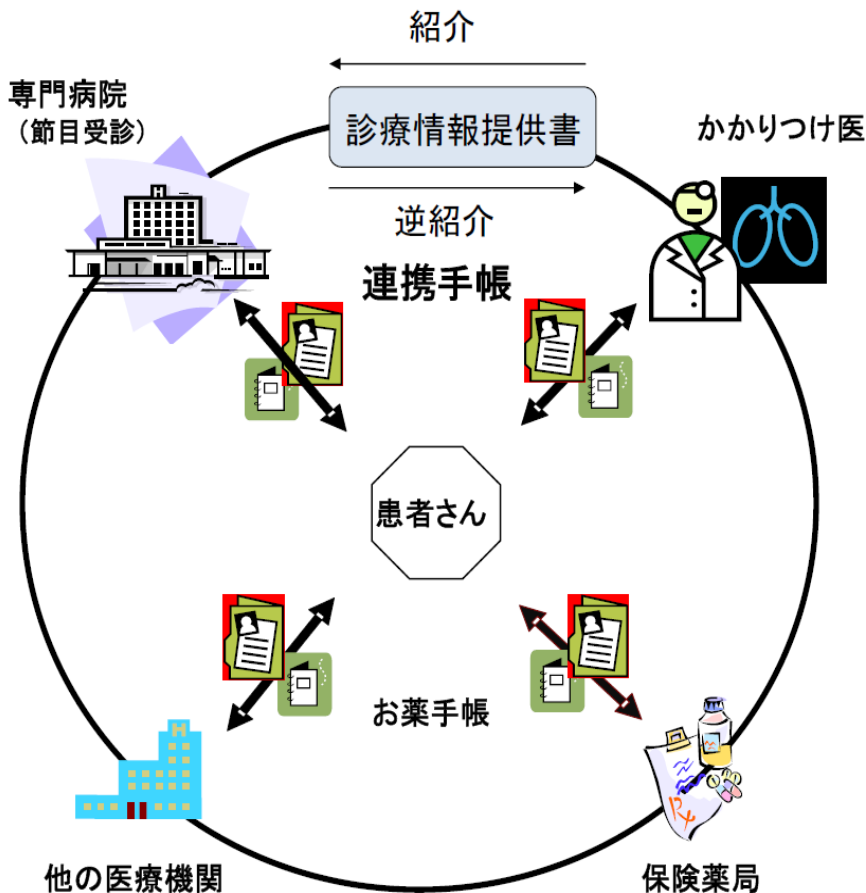 紹介
専門病院
（節目受診）
診療情報提供書
かかりつけ医
逆紹介
連携手帳
患者さん
お薬手帳
他の医療機関
保険薬局
H
H
Rx